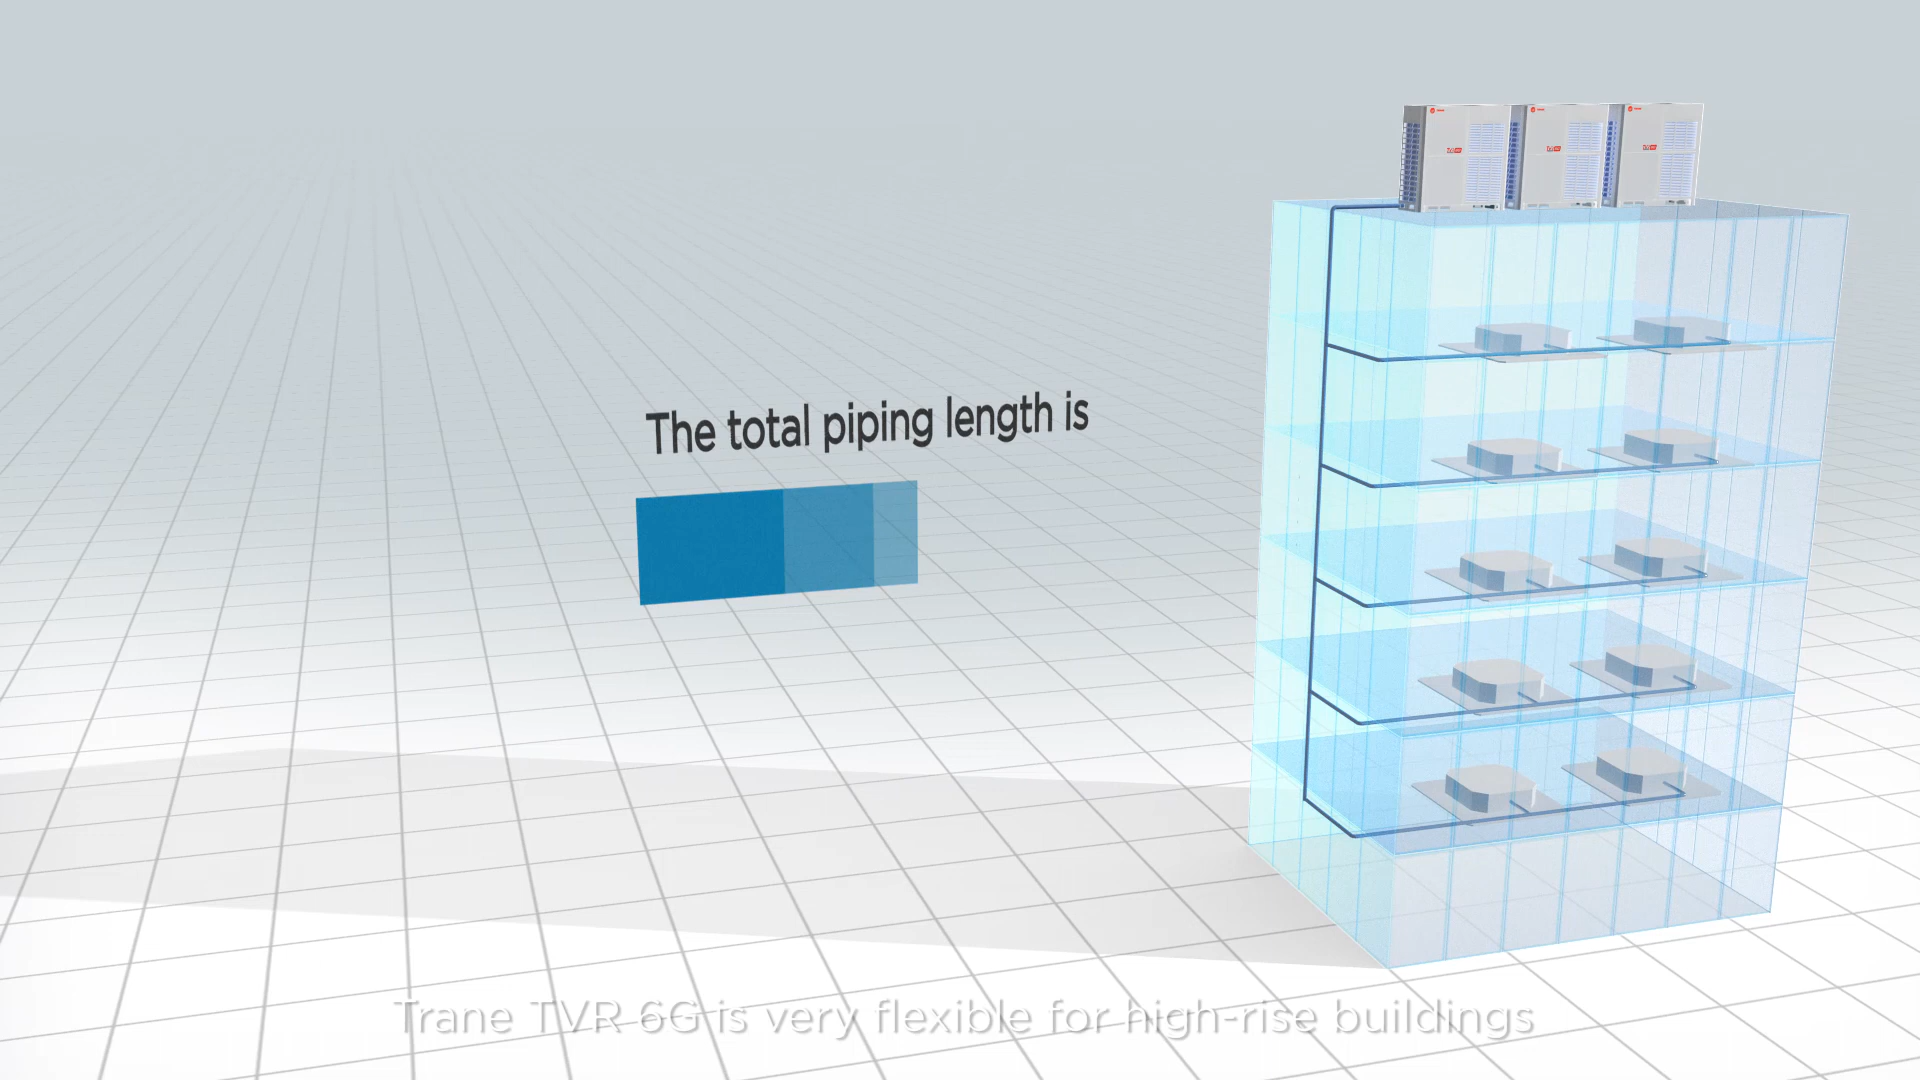 The total piping length is
Trane TVR 6G is very flexible for high-rise buildings